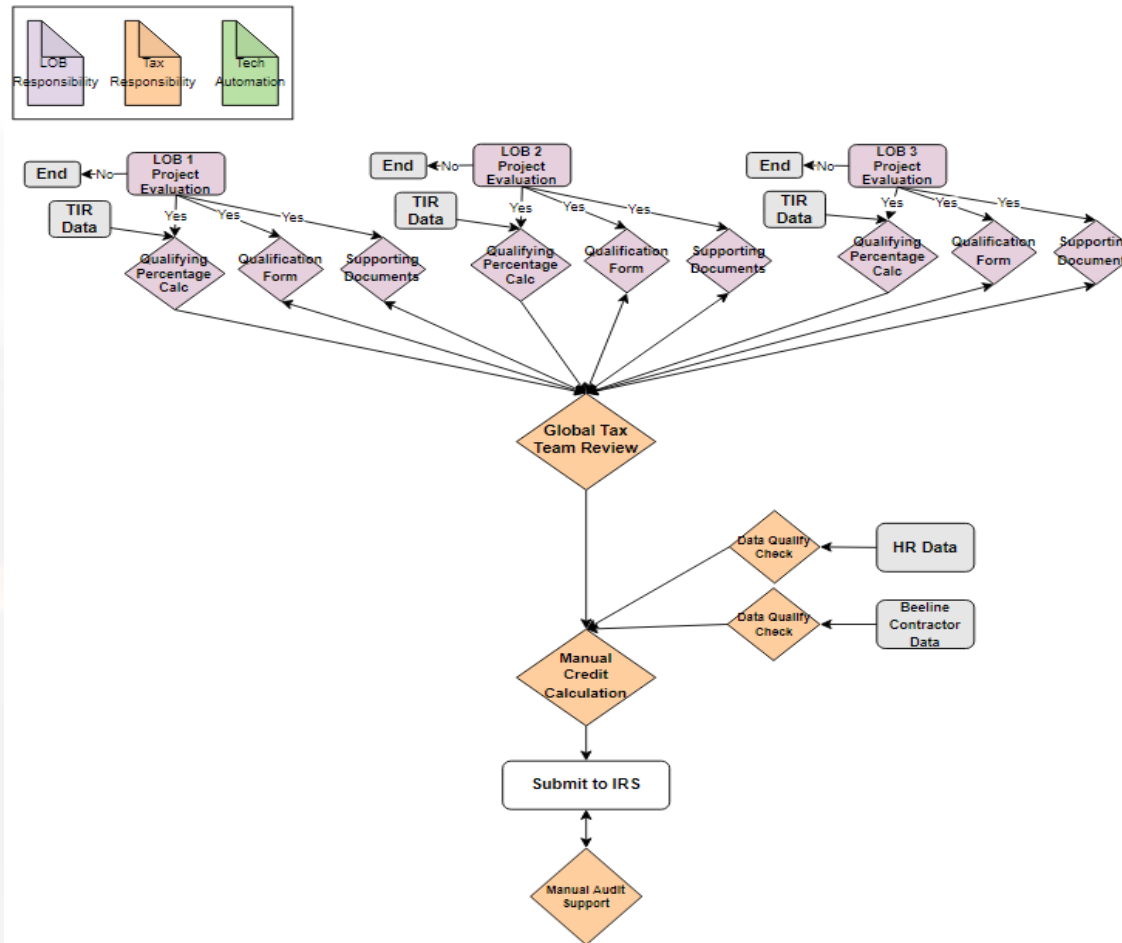 LOB
Responsibility
Tax
Responsibility
Tech
Automation
End
No
LOB 1
Project
Evaluation
TIR
Data
Yes
Yes
Yes
Qualifying
Percentage
Calc
Qualification
Form
Supporting
Documents
End
No
LOB 2
Project
Evaluation
TIR
Data
Yes
Yes
Yes
Qualifying
Percentage
Calc
Qualification
Form
Supporting
Documents
End
No
LOB 3
Project
Evaluation
TIR
Data
Yes
Yes
Yes
Qualifying
Percentage
Calc
Qualification
Form
Supporting
Document
Global Tax
Team Review
Data Qualify
Check
HR Data
Data Qualify
Check
Beeline
Contractor
Data
Manual
Credit
Calculation
Submit to IRS
Manual Audit
Support